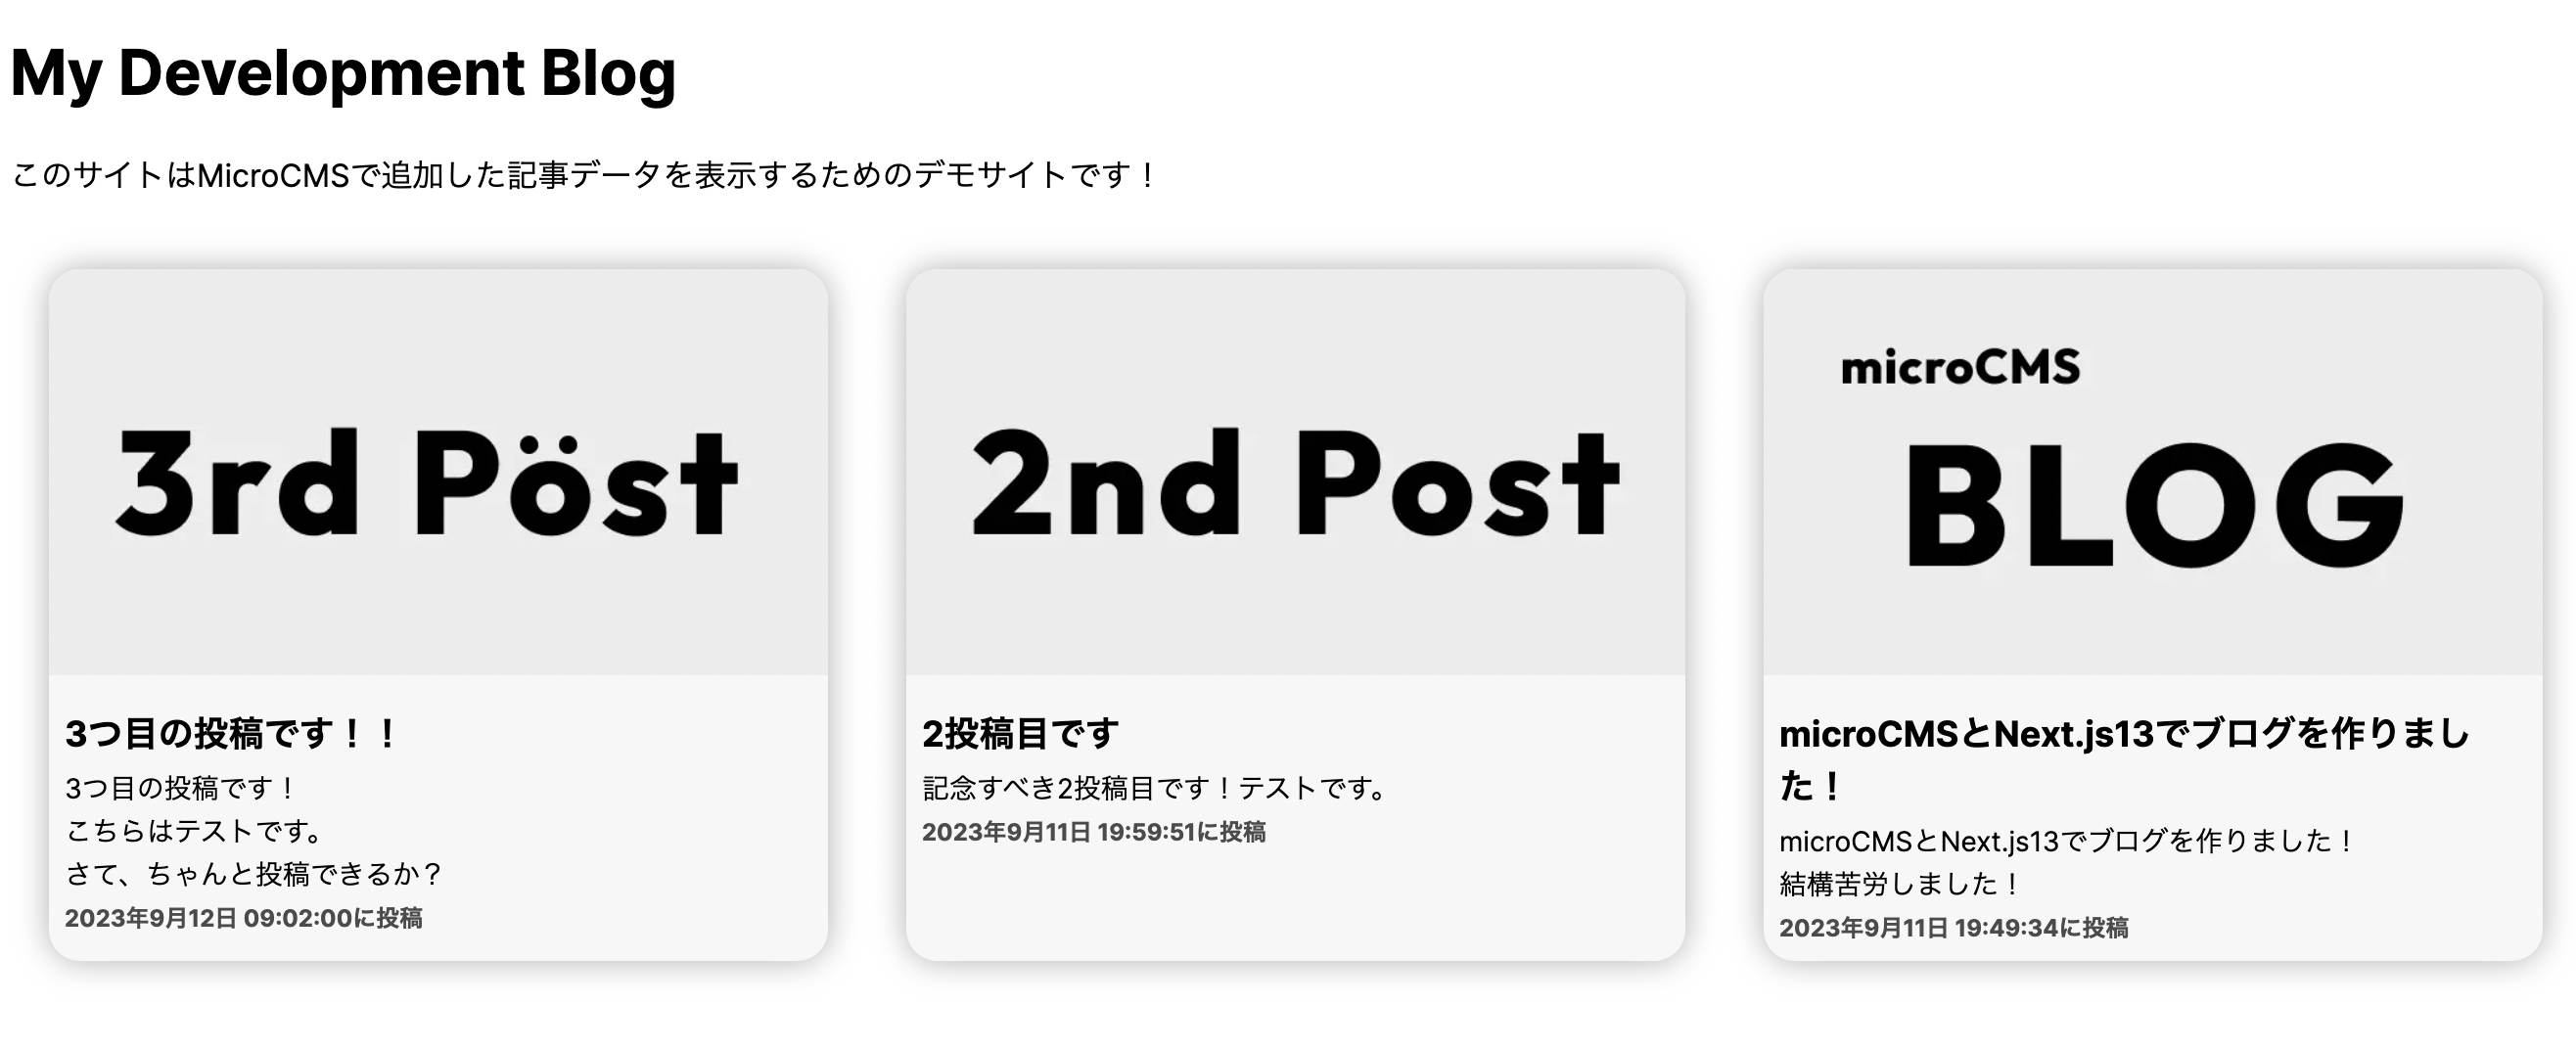 My Development Blog
このサイトはMicroCMSで追加した記事データを表示するためのデモサイトです！
3rd Pöst
3つ目の投稿です！！
3つ目の投稿です！
こちらはテストです。
さて、ちゃんと投稿できるか？
2023年9月12日 09:02:00に投稿
2nd Post
2投稿目です
記念すべき2投稿目です！テストです。
2023年9月11日 19:59:51に投稿
microCMS
BLOG
microCMSとNext.js13でブログを作りまし
た！
microCMSとNext.js13でブログを作りました！
結構苦労しました！
2023年9月11日 19:49:34に投稿